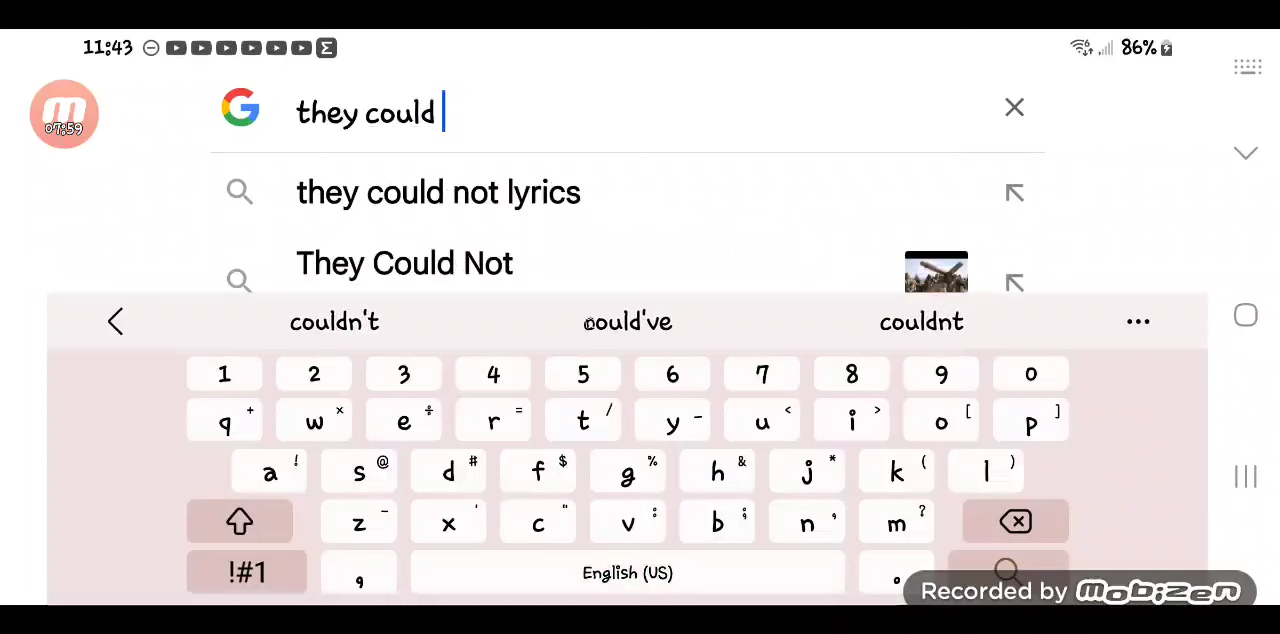 11:43 86%
07:59
they could
they could not lyrics
They Could Not
couldn't could've couldnt ...
1 2 3 4 5 6 7 8 9 0
q + w × e ÷ r = t / y - u < i > o [ p ]
a ! s @ d # f $ g % h & j * k ( l )
z - x ' c " v : b ; n , m ?
!#1 , English (US) .
Recorded by mobizen